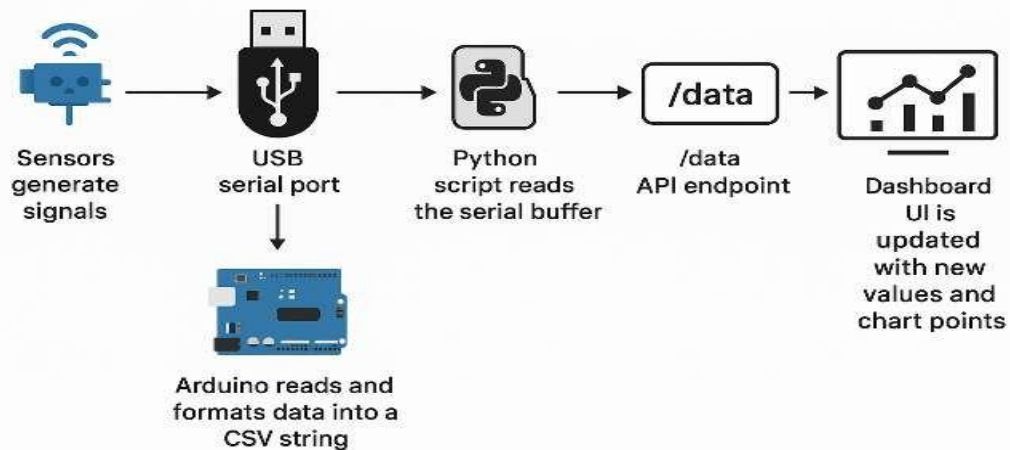 Sensors
generate
signals
USB
serial port
Arduino reads and
formats data into a
CSV string
Python
script reads
the serial buffer
/data
/data
API endpoint
Dashboard
UI is
updated
with new
values and
chart points